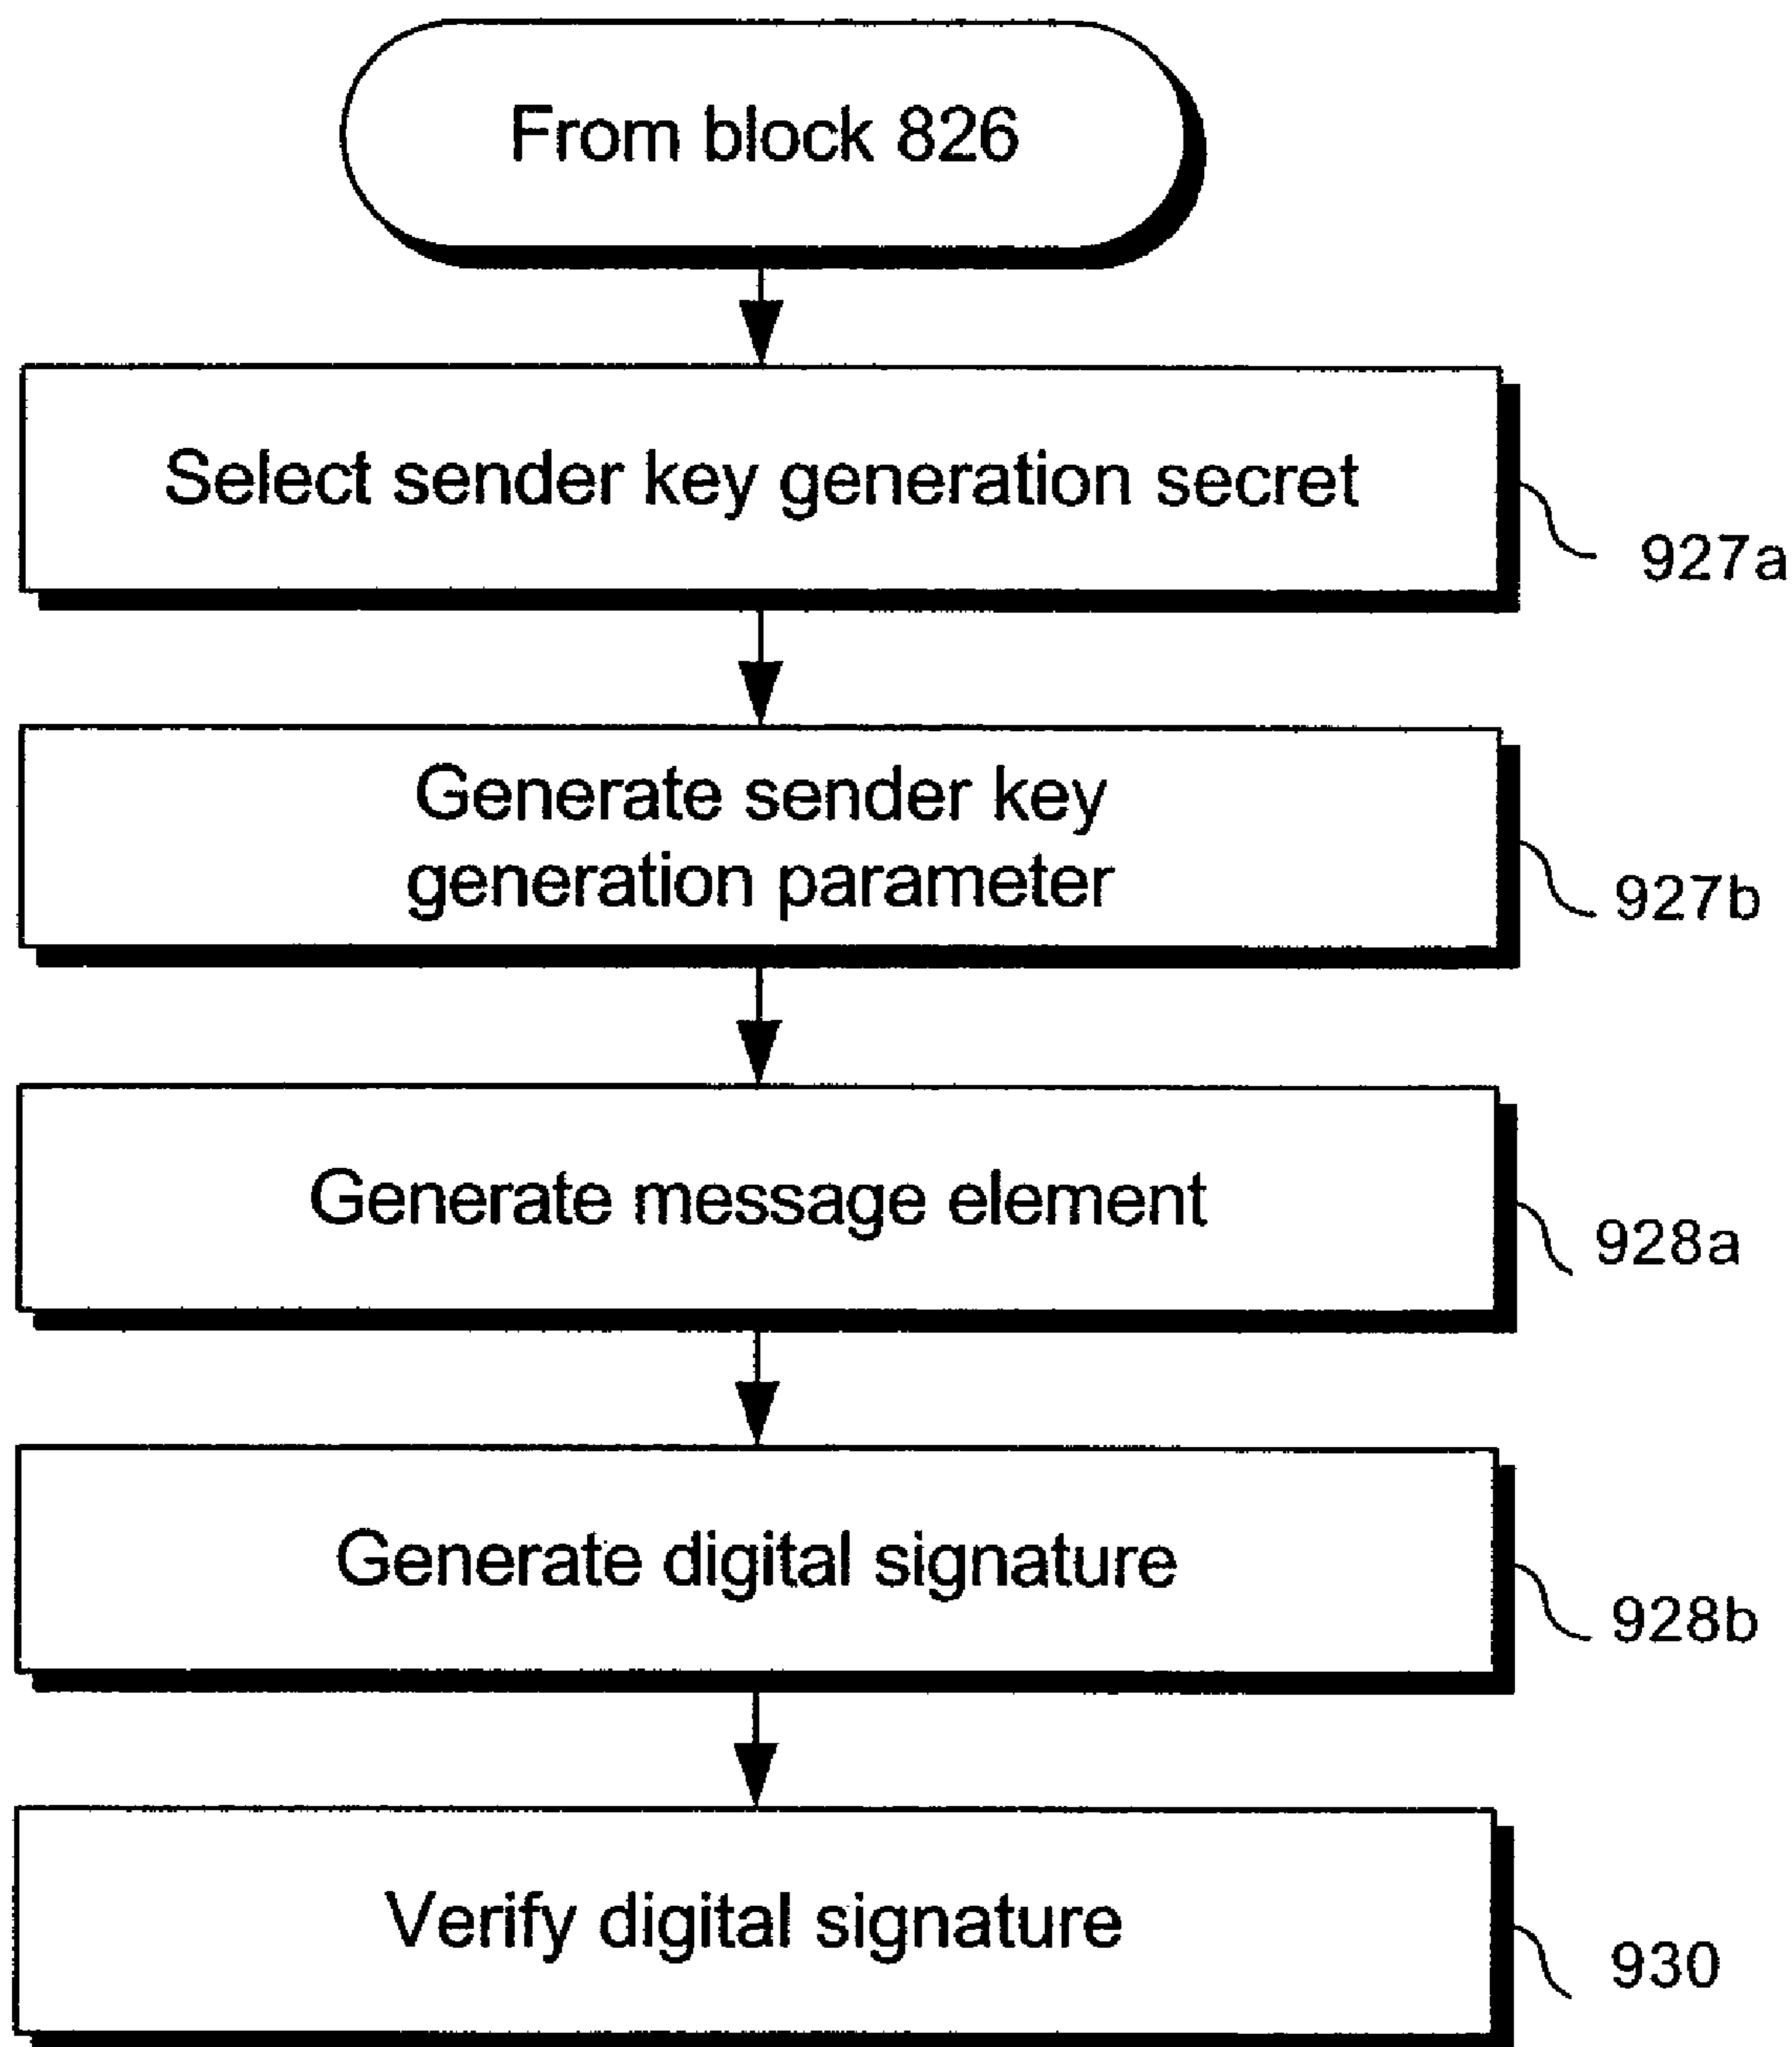 From block 826
Select sender key generation secret
927a
Generate sender key
generation parameter
927b
Generate message element
928a
Generate digital signature
928b
Verify digital signature
930